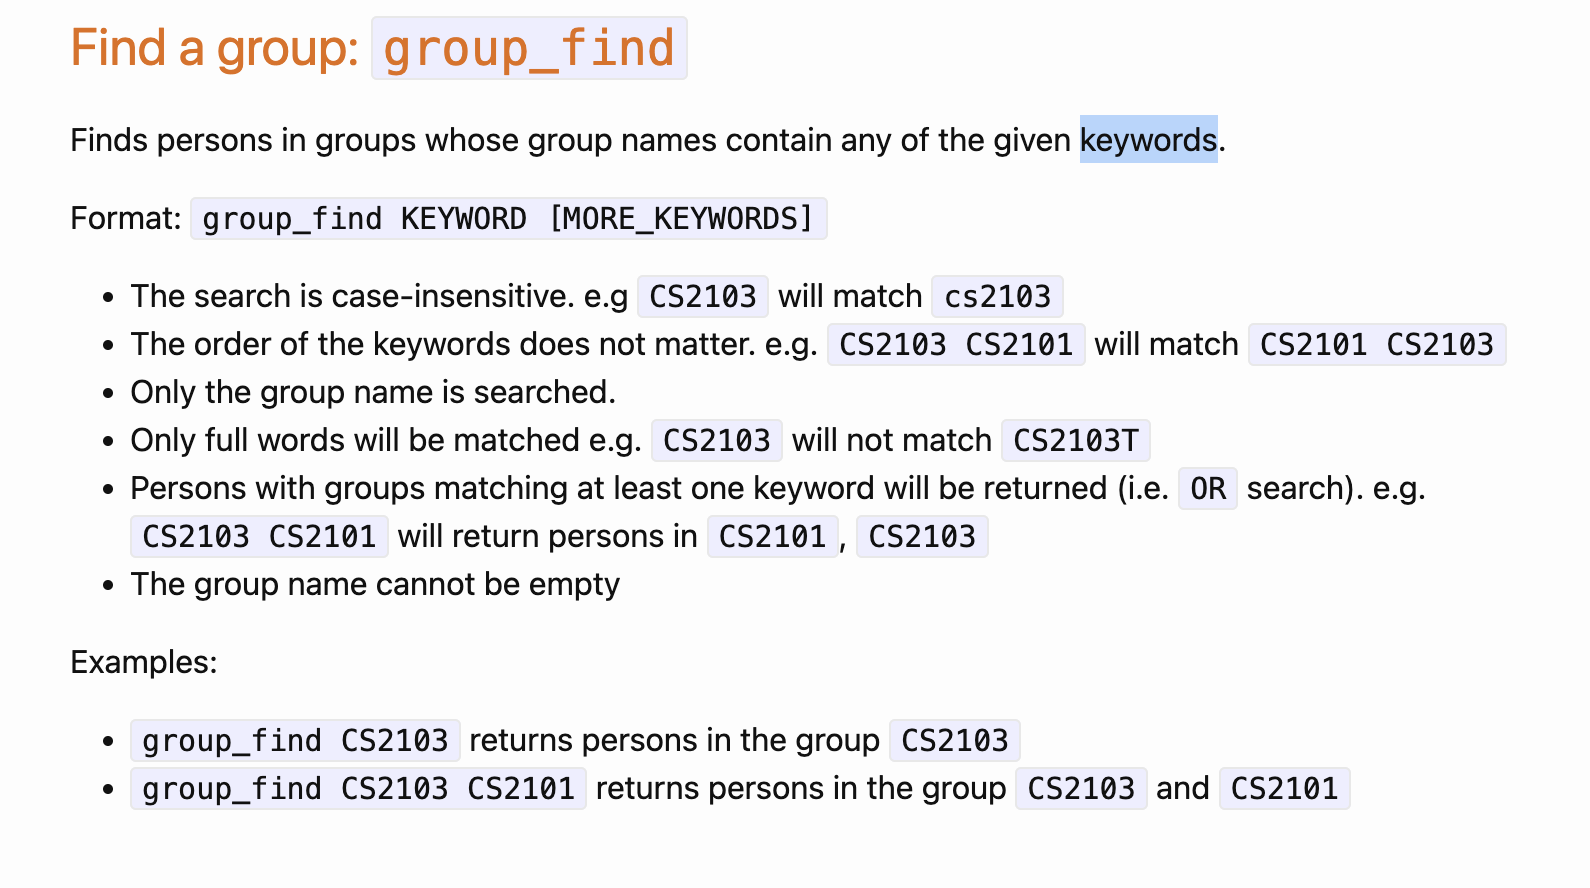 Find a group: group_find
Finds persons in groups whose group names contain any of the given keywords.
Format: group_find KEYWORD [MORE_KEYWORDS]
• The search is case-insensitive. e.g CS2103 will match cs2103
• The order of the keywords does not matter. e.g. CS2103 CS2101 will match CS2101 CS2103
• Only the group name is searched.
• Only full words will be matched e.g. CS2103 will not match CS2103T
• Persons with groups matching at least one keyword will be returned (i.e. OR search). e.g.
CS2103 CS2101 will return persons in CS2101, CS2103
• The group name cannot be empty
Examples:
• group_find CS2103 returns persons in the group CS2103
• group_find CS2103 CS2101 returns persons in the group CS2103 and CS2101